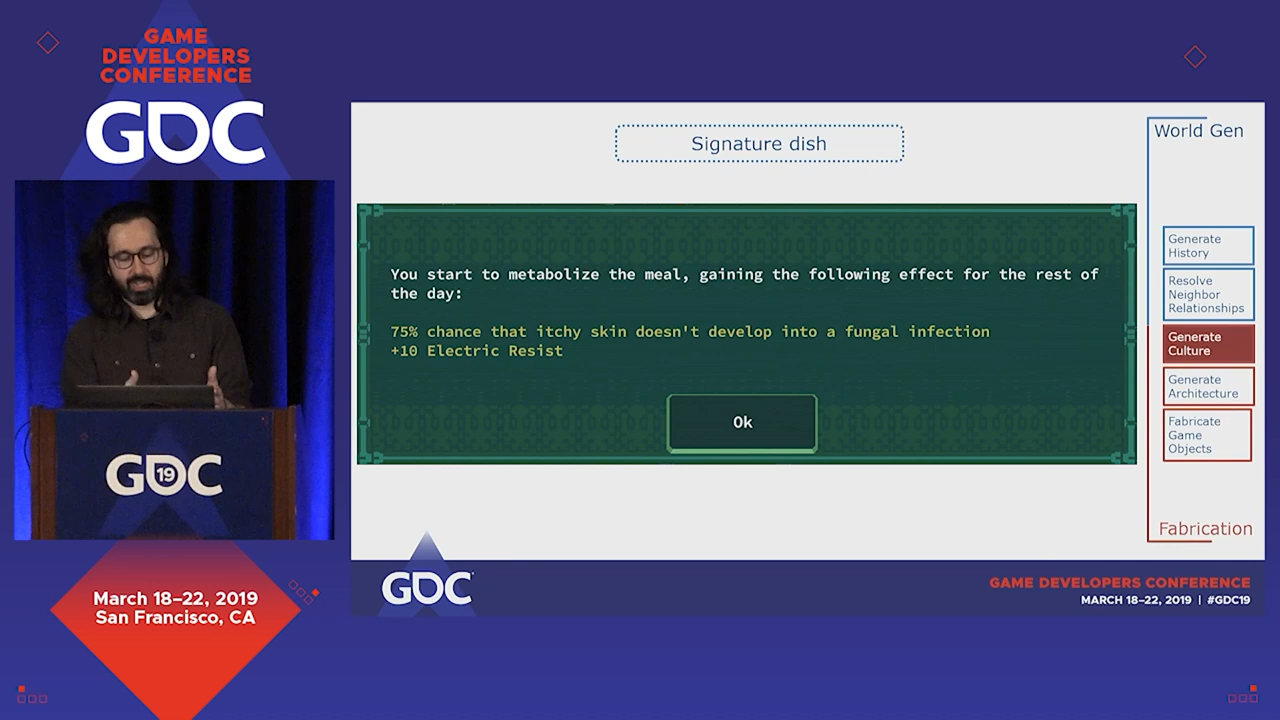 GAME
DEVELOPERS
CONFERENCE
GDC
GDC
19
March 18–22, 2019
San Francisco, CA
Signature dish
You start to metabolize the meal, gaining the following effect for the rest of
the day:
75% chance that itchy skin doesn't develop into a fungal infection
+10 Electric Resist
Ok
World Gen
Generate
History
Resolve
Neighbor
Relationships
Generate
Culture
Generate
Architecture
Fabricate
Game
Objects
Fabrication
GDC
GAME DEVELOPERS CONFERENCE
MARCH 18–22, 2019 | #GDC19